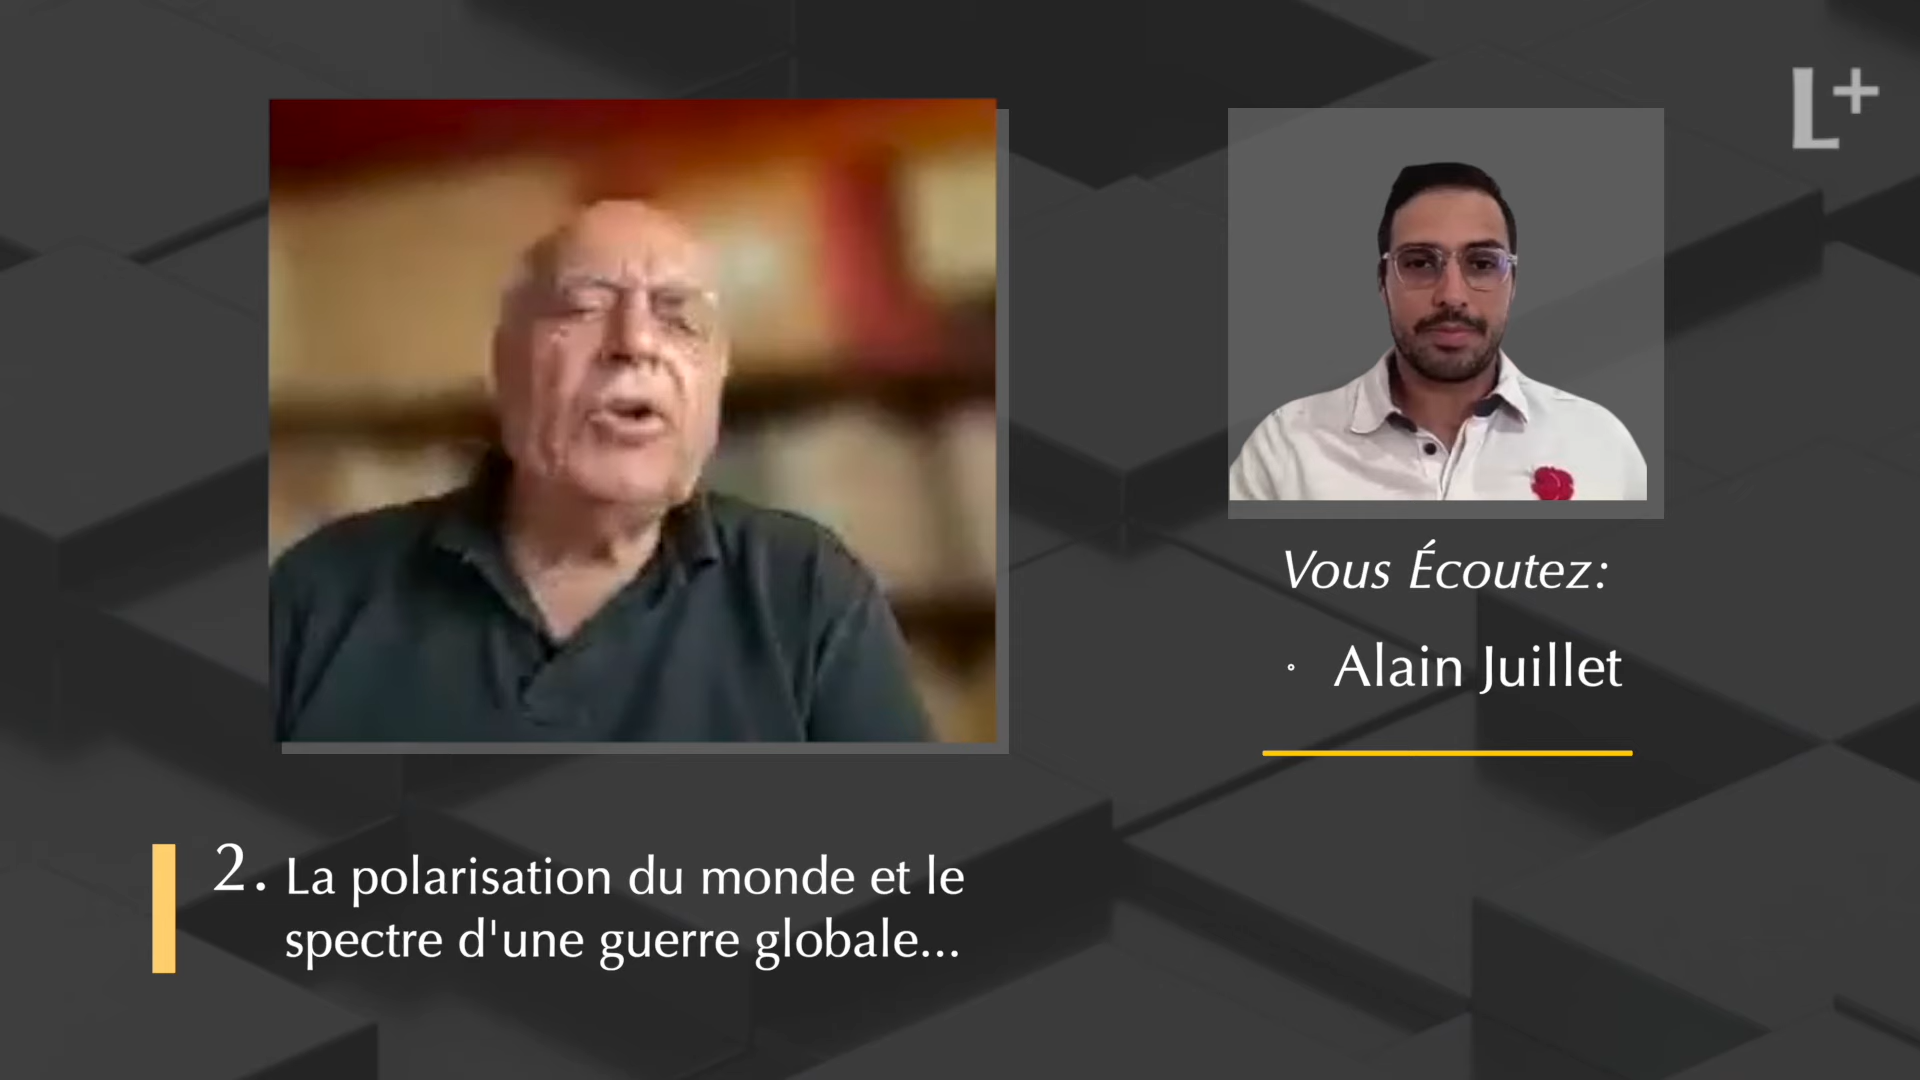 L+
Vous Écoutez:
◦ Alain Juillet
2. La polarisation du monde et le
spectre d'une guerre globale...